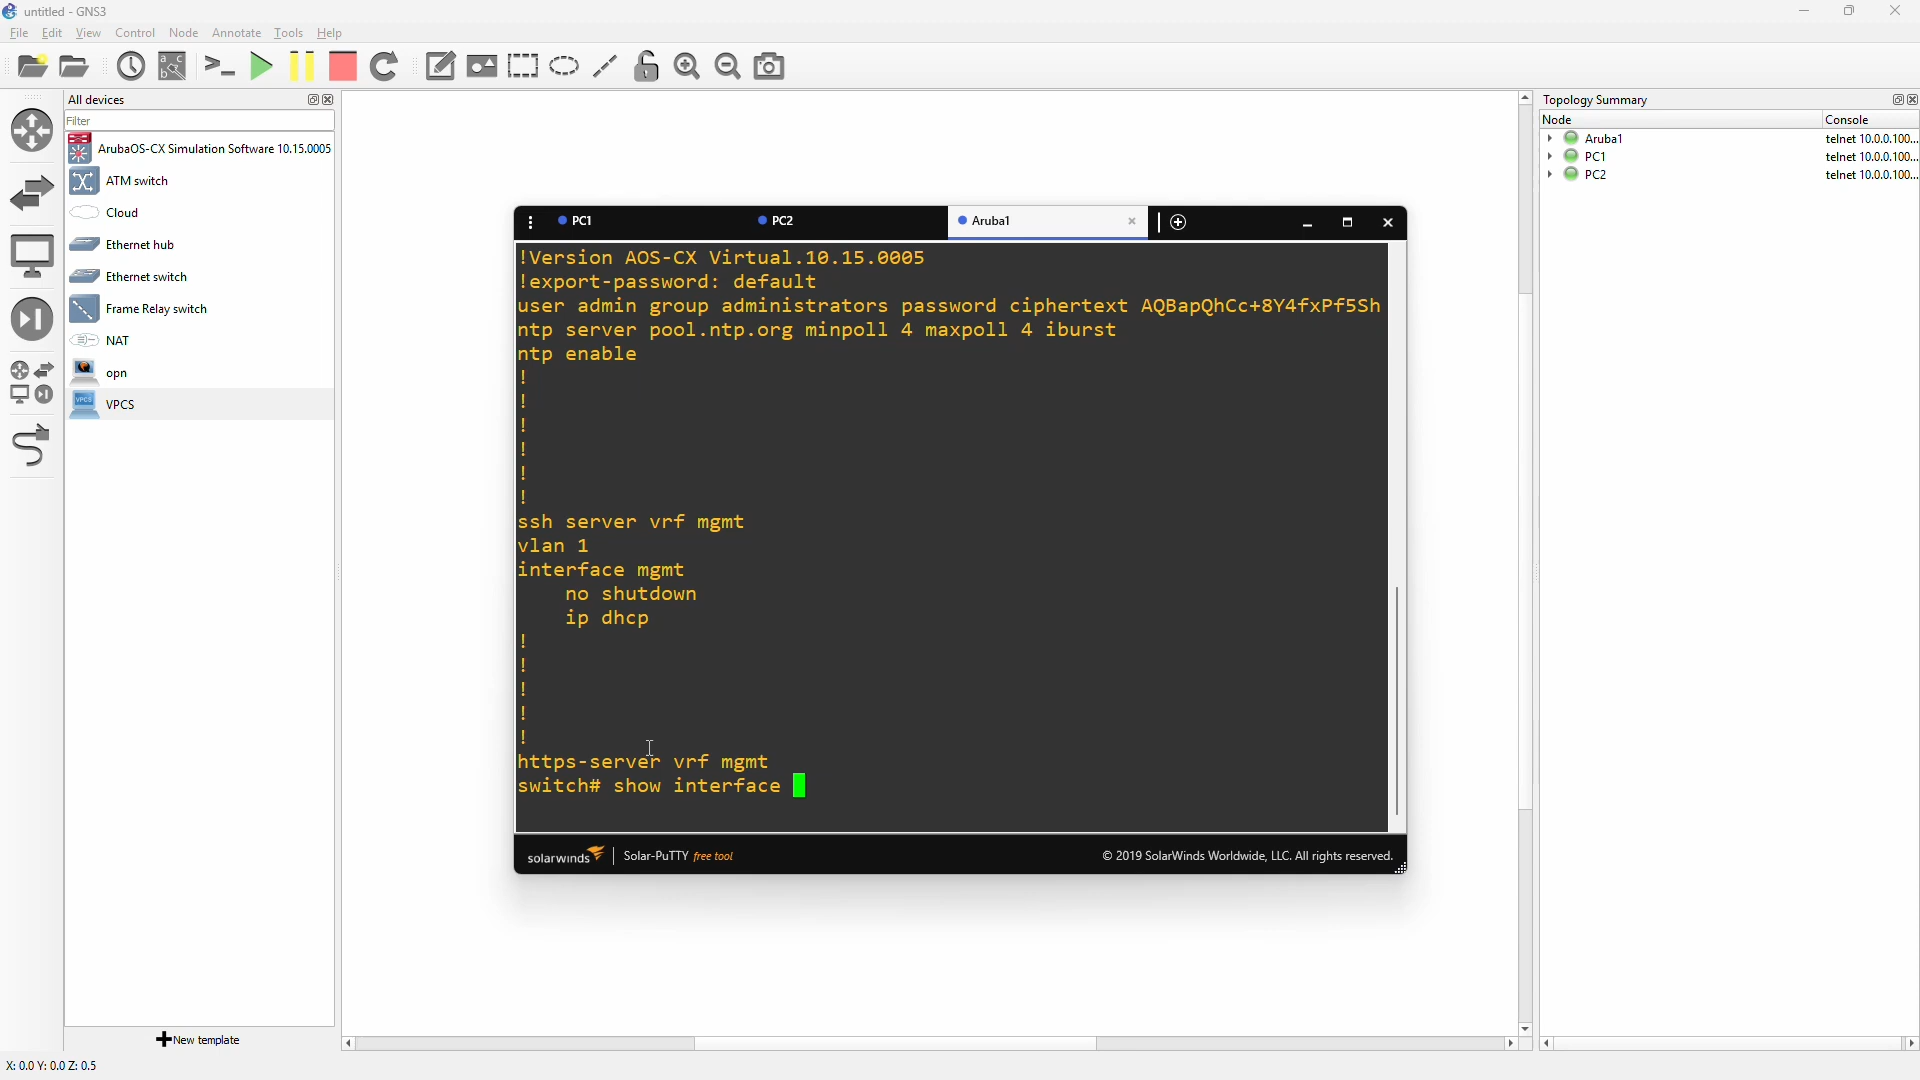 untitled - GNS3
File Edit View Control Node Annotate Tools Help
All devices
Filter
ArubaOS-CX Simulation Software 10.15.0005
ATM switch
Cloud
Ethernet hub
Ethernet switch
Frame Relay switch
NAT
opn
VPCS
New template
X: 0.0 Y: 0.0 Z: 0.5
PC1 PC2 Aruba1
!Version AOS-CX Virtual.10.15.0005
!export-password: default
user admin group administrators password ciphertext AQBapQhCc+8Y4fxPf5Sh
ntp server pool.ntp.org minpoll 4 maxpoll 4 iburst
ntp enable
!
!
!
!
!
!
ssh server vrf mgmt
vlan 1
interface mgmt
    no shutdown
    ip dhcp
!
!
!
!
!
https-server vrf mgmt
switch# show interface
solarwinds Solar-PuTTY free tool © 2019 SolarWinds Worldwide, LLC. All rights reserved.
Topology Summary
Node Console
Aruba1 telnet 10.0.0.100...
PC1 telnet 10.0.0.100...
PC2 telnet 10.0.0.100...